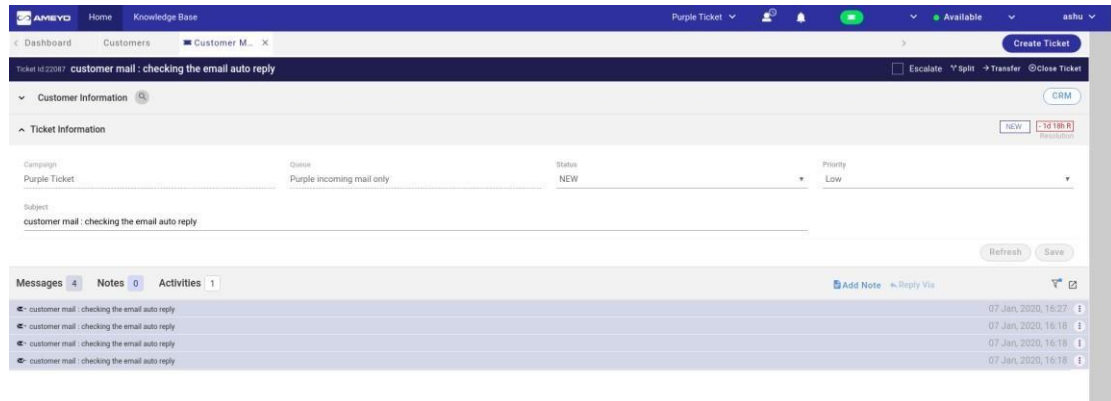 AMEYO Home Knowledge Base Purple Ticket Available ashu
Dashboard Customers Customer M... × Create Ticket
Ticket Id:22087 customer mail : checking the email auto reply Escalate Split Transfer Close Ticket
Customer Information CRM
Ticket Information NEW - 1d 18h R
Resolution
Campaign Queue Status Priority
Purple Ticket Purple incoming mail only NEW Low
Subject
customer mail : checking the email auto reply
Refresh Save
Messages 4 Notes 0 Activities 1 Add Note Reply Via
customer mail : checking the email auto reply 07 Jan, 2020, 16:27
customer mail : checking the email auto reply 07 Jan, 2020, 16:18
customer mail : checking the email auto reply 07 Jan, 2020, 16:18
customer mail : checking the email auto reply 07 Jan, 2020, 16:18